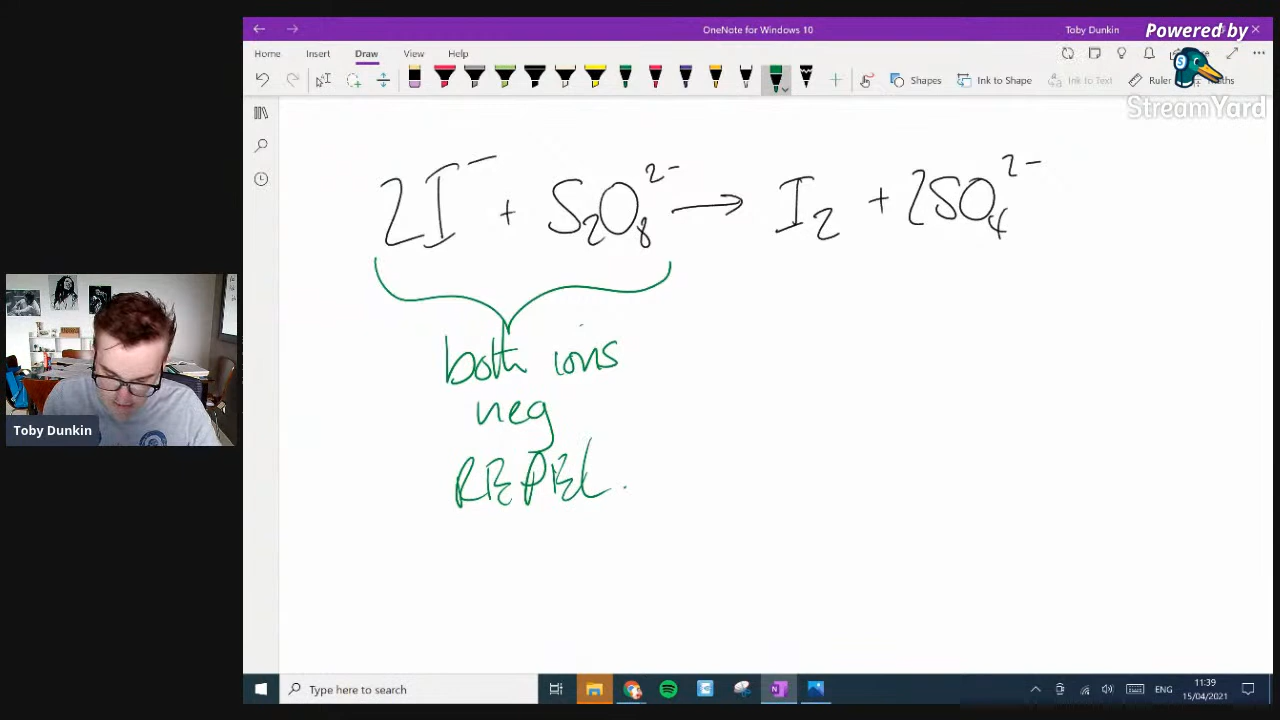 OneNote for Windows 10
Toby Dunkin
Powered by
StreamYard
Home Insert Draw View Help
Shapes Ink to Shape Ink to Text Ruler Maths
2I⁻ + S₂O₈²⁻ → I₂ + 2SO₄²⁻
both ions
neg
REPEL.
Toby Dunkin
Type here to search
ENG
11:39
15/04/2021